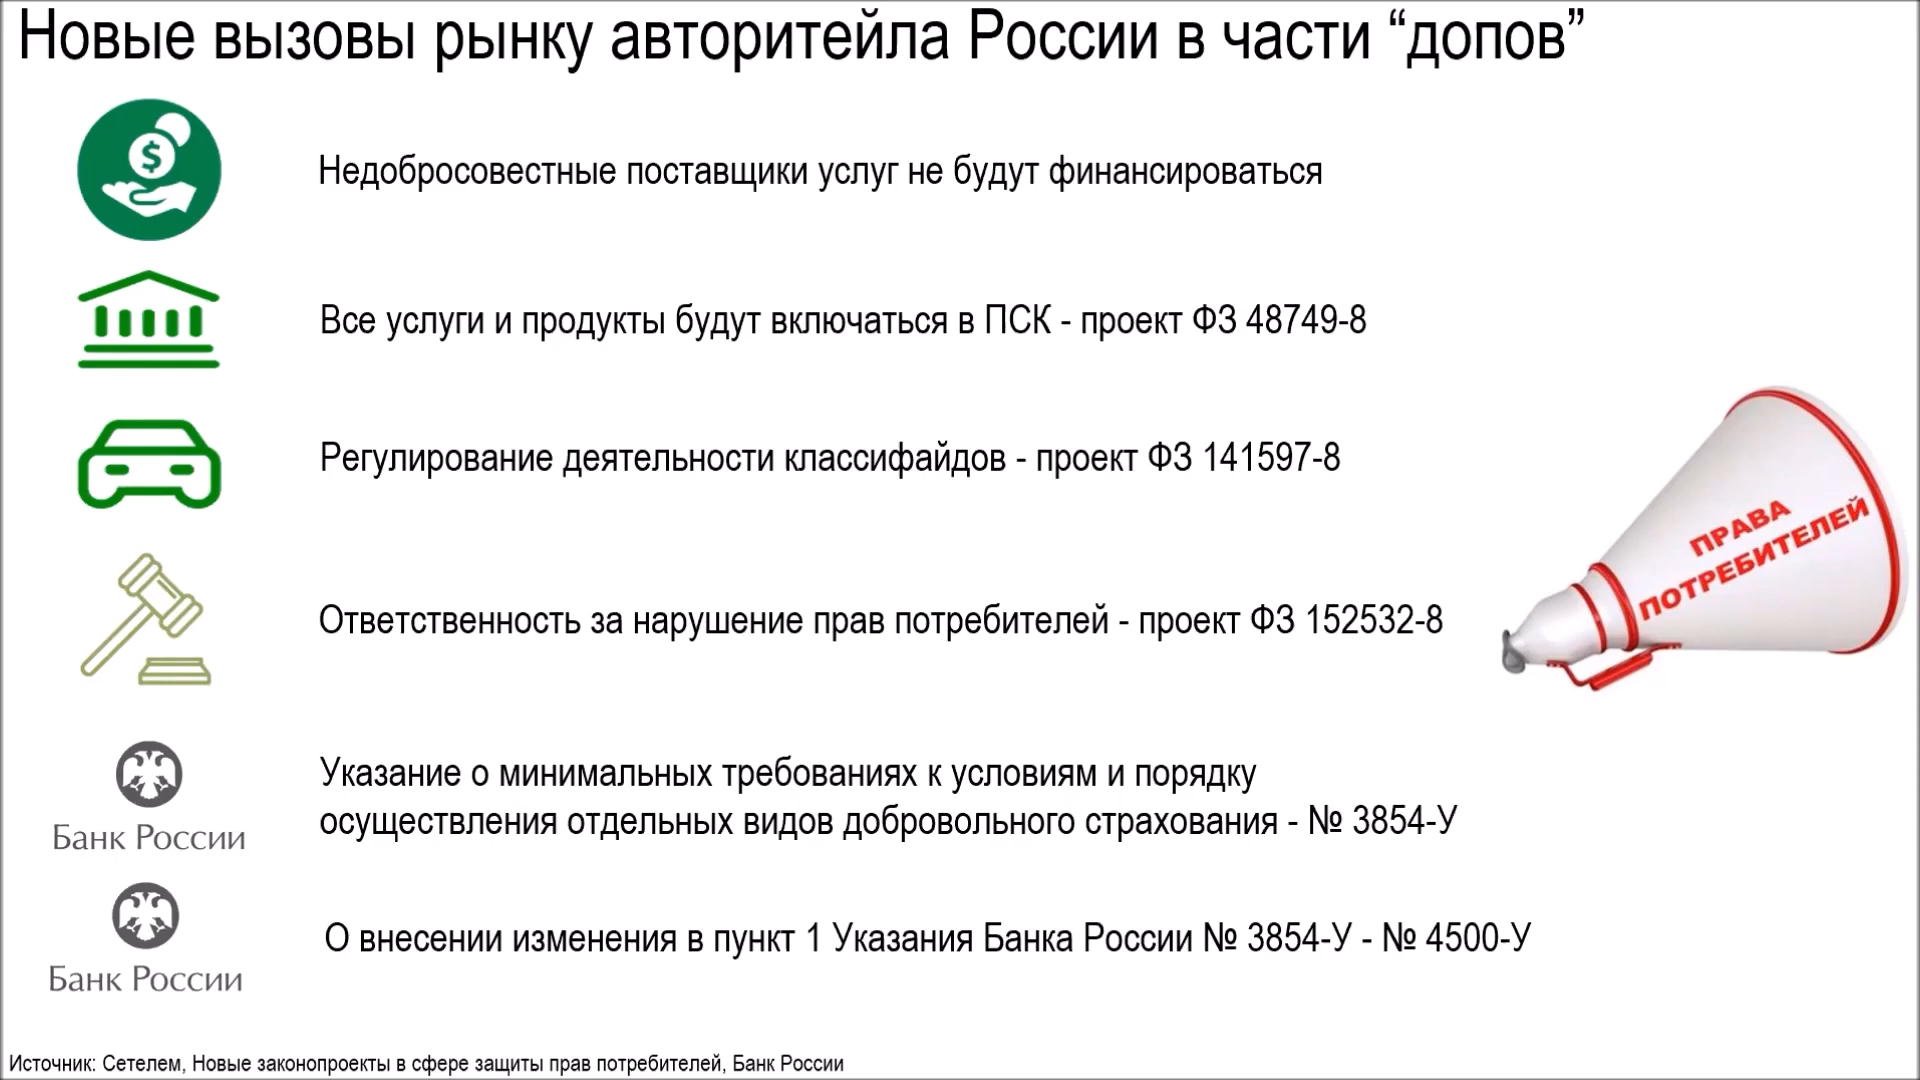 Новые вызовы рынку авторитейла России в части “допов”
$
Недобросовестные поставщики услуг не будут финансироваться
Все услуги и продукты будут включаться в ПСК - проект ФЗ 48749-8
Регулирование деятельности классифайдов - проект ФЗ 141597-8
ПРАВА
ПОТРЕБИТЕЛЕЙ
Ответственность за нарушение прав потребителей - проект ФЗ 152532-8
Указание о минимальных требованиях к условиям и порядку
осуществления отдельных видов добровольного страхования - № 3854-У
Банк России
О внесении изменения в пункт 1 Указания Банка России № 3854-У - № 4500-У
Банк России
Источник: Сетелем, Новые законопроекты в сфере защиты прав потребителей, Банк России